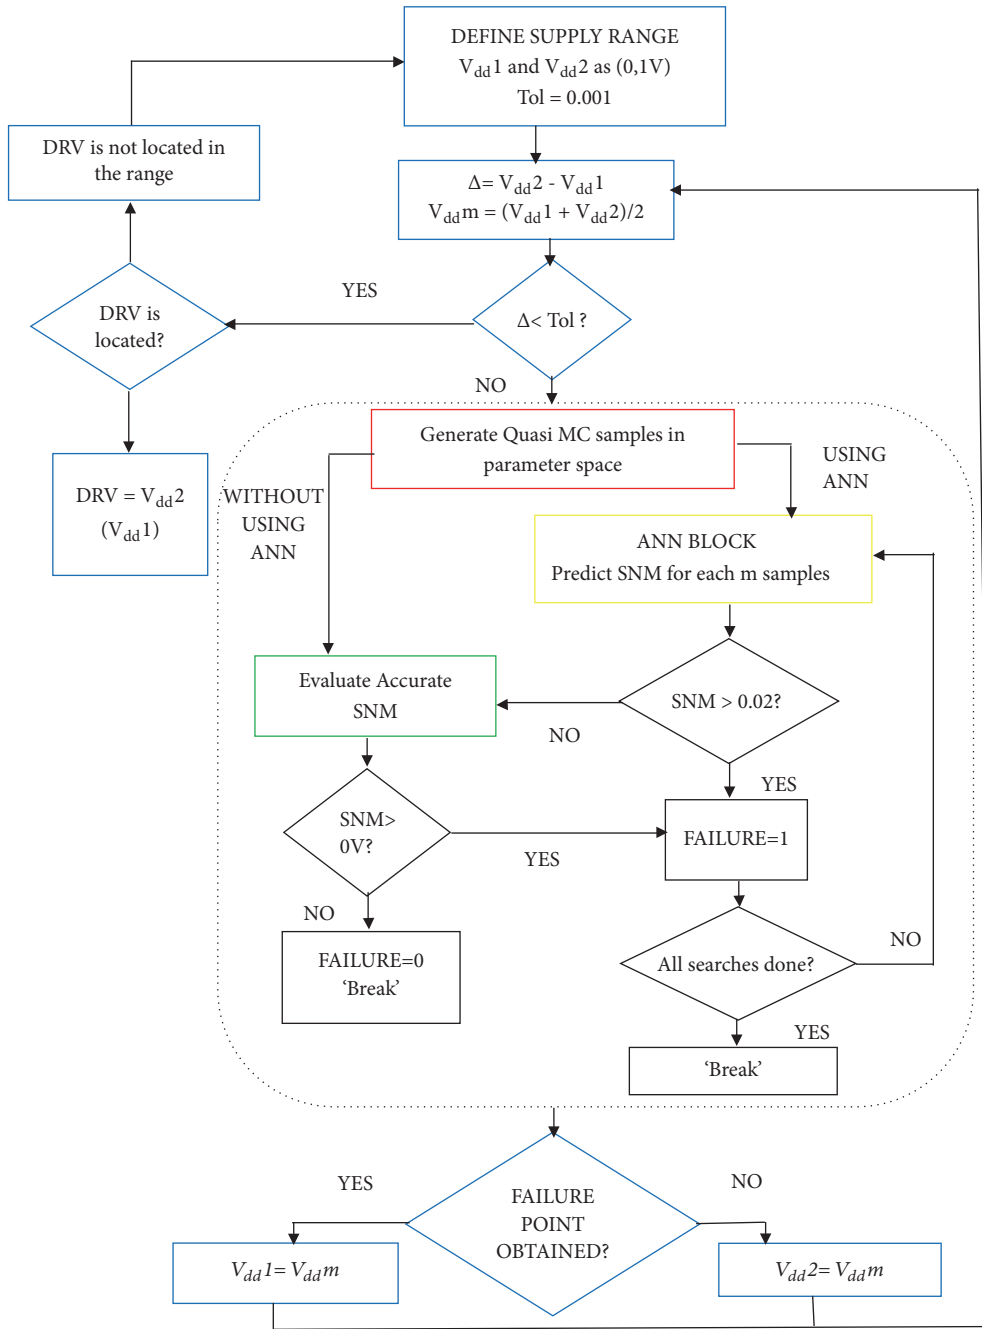 DEFINE SUPPLY RANGE
Vdd1 and Vdd2 as (0,1V)
Tol = 0.001
DRV is not located in
the range
Δ= Vdd2 - Vdd1
Vddm = (Vdd1 + Vdd2)/2
YES
DRV is
located?
Δ< Tol ?
NO
Generate Quasi MC samples in
parameter space
USING
ANN
DRV = Vdd2
(Vdd1)
WITHOUT
USING
ANN
ANN BLOCK
Predict SNM for each m samples
Evaluate Accurate
SNM
SNM > 0.02?
NO
YES
SNM>
0V?
YES
FAILURE=1
NO
FAILURE=0
‘Break’
All searches done?
NO
YES
‘Break’
YES
FAILURE
POINT
OBTAINED?
NO
Vdd1= Vddm
Vdd2= Vddm